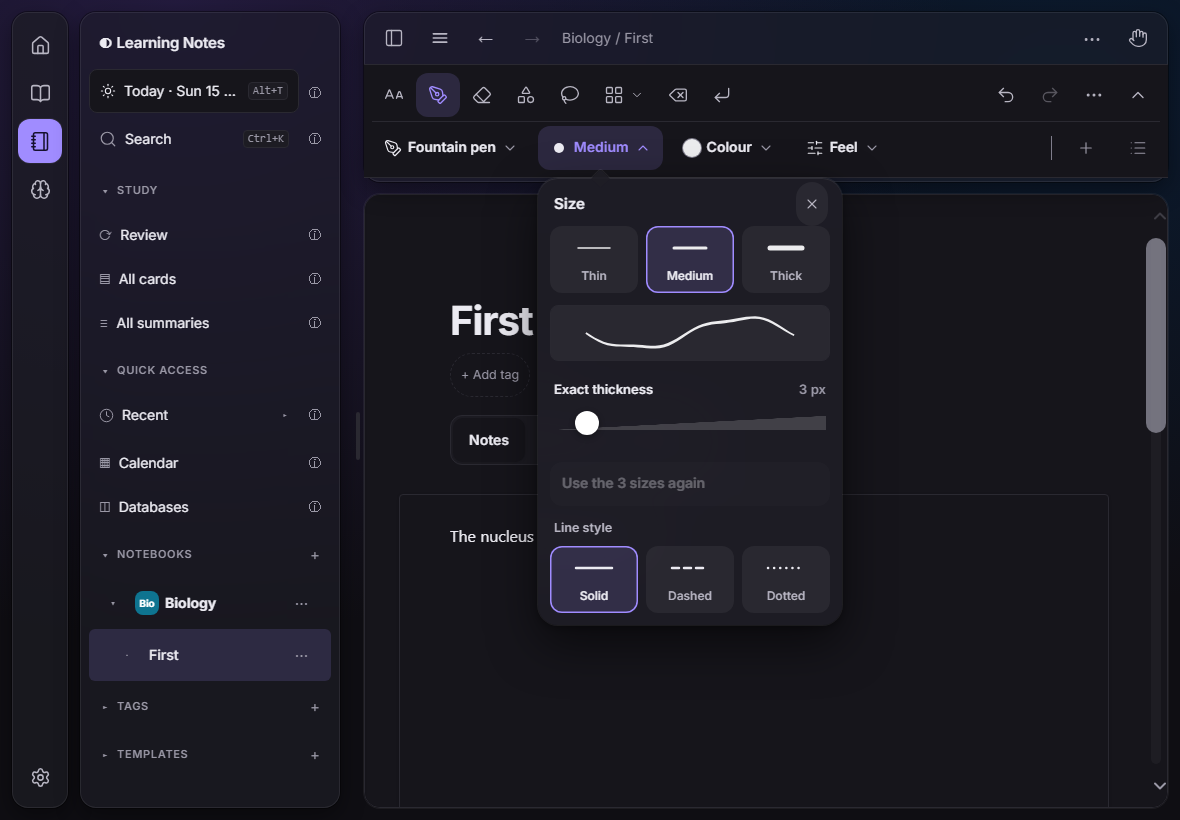 Learning Notes
Today · Sun 15 ... Alt+T
Search Ctrl+K
STUDY
Review
All cards
All summaries
QUICK ACCESS
Recent
Calendar
Databases
NOTEBOOKS
Bio Biology
First
TAGS
TEMPLATES
Biology / First
AA
Fountain pen
Medium
Colour
Feel
First
+ Add tag
Notes
The nucleus
Size
Thin
Medium
Thick
Exact thickness 3 px
Use the 3 sizes again
Line style
Solid
Dashed
Dotted